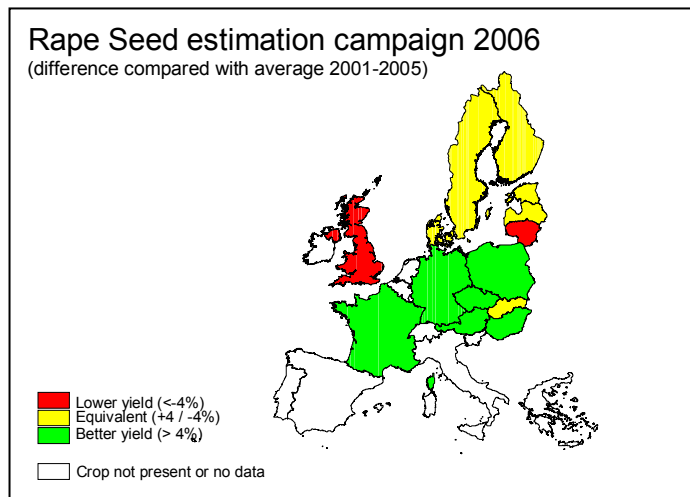 Rape Seed estimation campaign 2006
(difference compared with average 2001-2005)
Lower yield (<-4%)
Equivalent (+4 / -4%)
Better yield (> 4%)
Crop not present or no data